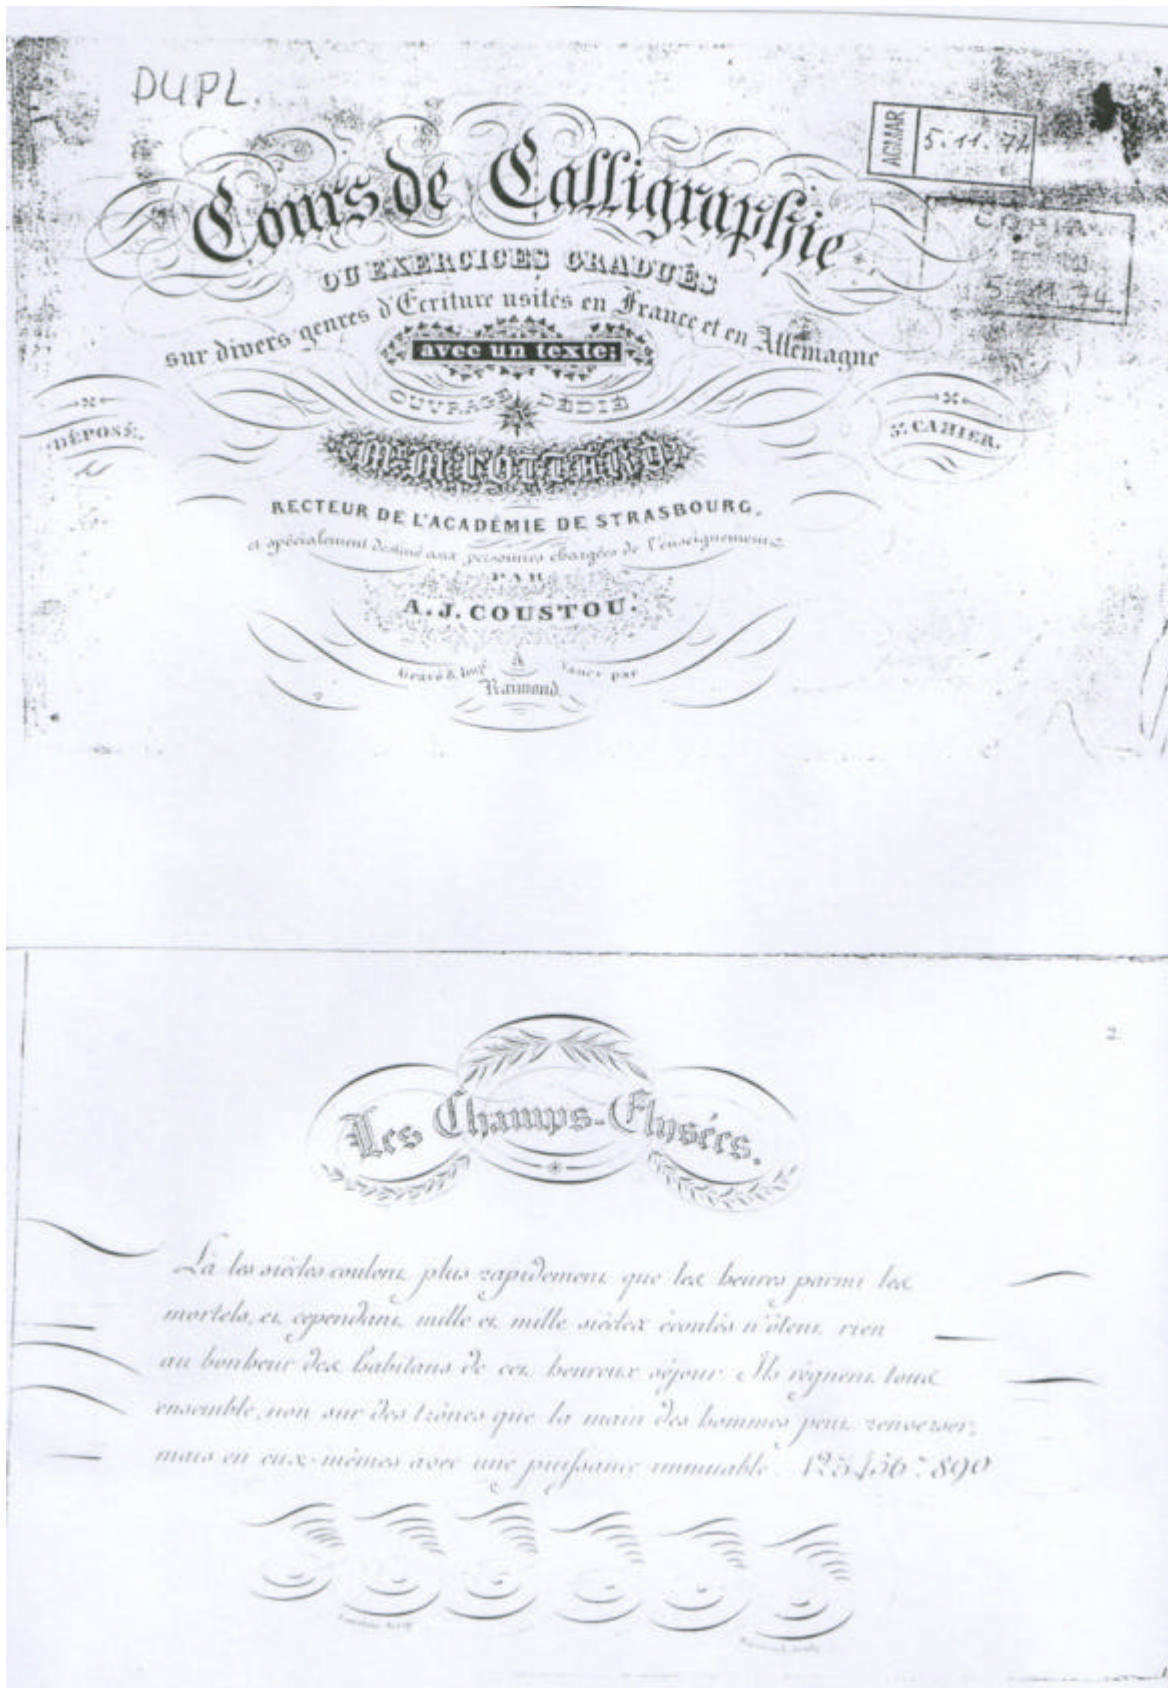 DUPL.
AGMAR
5.11.74
Cours de Calligraphie
OU EXERCICES GRADUÉS
sur divers genres d'Ecriture usités en France et en Allemagne
avec un texte;
OUVRAGE DÉDIÉ
DÉPOSÉ.
3e CAHIER.
À Mr
RECTEUR DE L'ACADÉMIE DE STRASBOURG.
et spécialement destiné aux personnes chargées de l'enseignement
PAR
A. J. COUSTOU.
Gravé & Imp. à Nancy par
Raimond.
2
Les Champs-Elysées.
Là les siècles coulent plus rapidement que les heures parmi les
mortels, et cependant mille et mille siècles écoulés n'ôtent rien
au bonheur des habitans de cet heureux séjour. Ils règnent tous
ensemble, non sur des trônes que la main des hommes peut renverser,
mais en eux-mêmes avec une puissance immuable. 1234567890